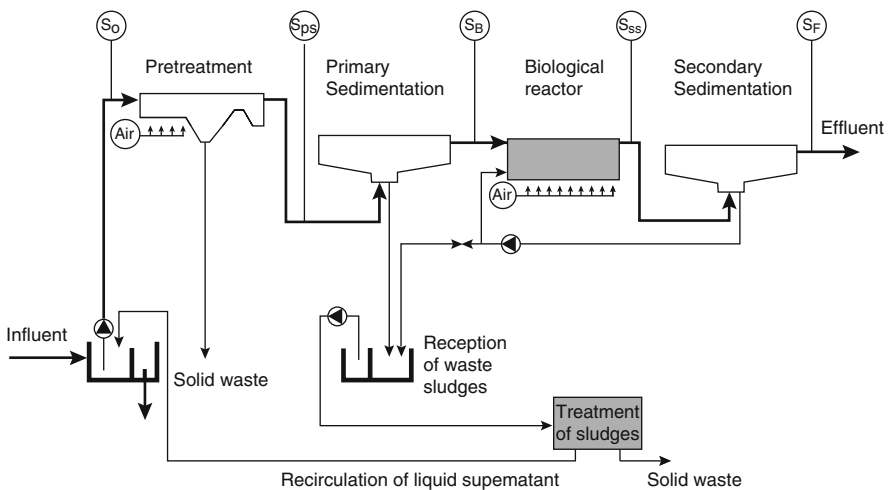 So
Sps
SB
Sss
SF
Pretreatment
Primary
Sedimentation
Biological
reactor
Secondary
Sedimentation
Air
Effluent
Air
Influent
Solid waste
Reception
of waste
sludges
Treatment
of sludges
Recirculation of liquid supematant
Solid waste